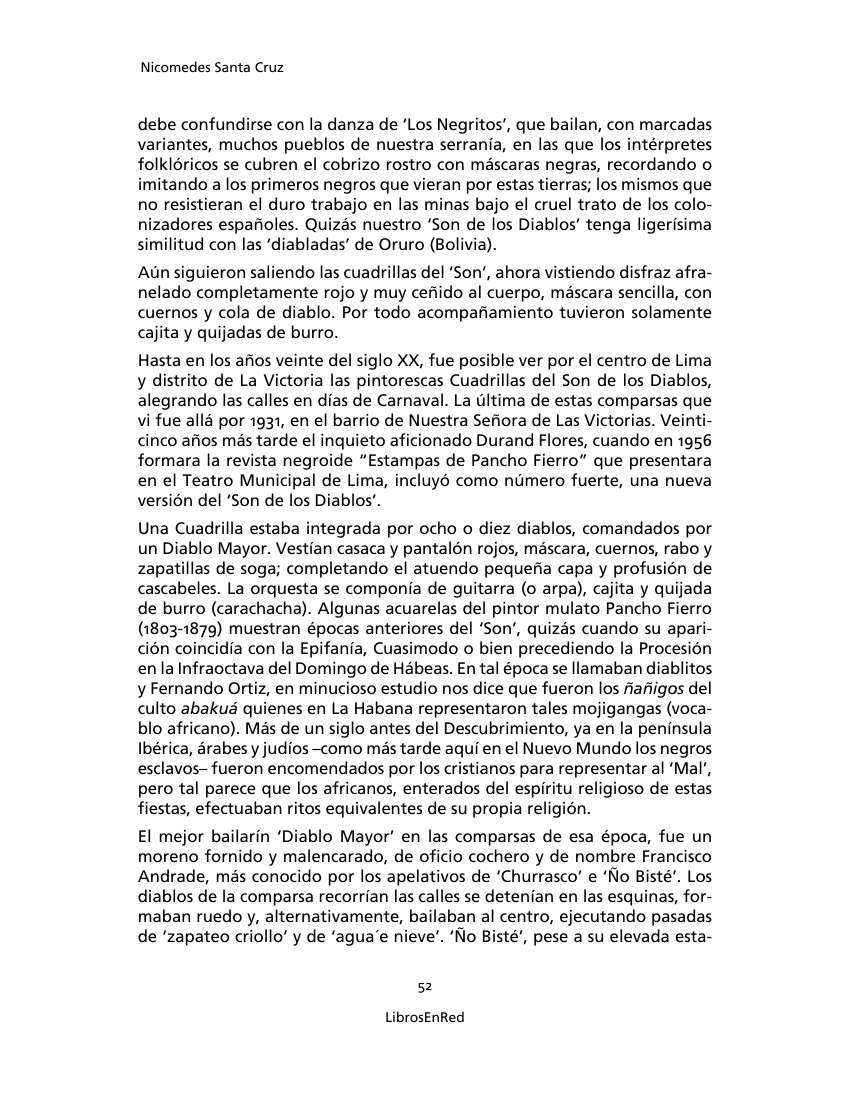 Nicomedes Santa Cruz
debe confundirse con la danza de ‘Los Negritos’, que bailan, con marcadas
variantes, muchos pueblos de nuestra serranía, en las que los intérpretes
folklóricos se cubren el cobrizo rostro con máscaras negras, recordando o
imitando a los primeros negros que vieran por estas tierras; los mismos que
no resistieran el duro trabajo en las minas bajo el cruel trato de los colo-
nizadores españoles. Quizás nuestro ‘Son de los Diablos’ tenga ligerísima
similitud con las ‘diabladas’ de Oruro (Bolivia).
Aún siguieron saliendo las cuadrillas del ‘Son’, ahora vistiendo disfraz afra-
nelado completamente rojo y muy ceñido al cuerpo, máscara sencilla, con
cuernos y cola de diablo. Por todo acompañamiento tuvieron solamente
cajita y quijadas de burro.
Hasta en los años veinte del siglo XX, fue posible ver por el centro de Lima
y distrito de La Victoria las pintorescas Cuadrillas del Son de los Diablos,
alegrando las calles en días de Carnaval. La última de estas comparsas que
vi fue allá por 1931, en el barrio de Nuestra Señora de Las Victorias. Veinti-
cinco años más tarde el inquieto aficionado Durand Flores, cuando en 1956
formara la revista negroide “Estampas de Pancho Fierro” que presentara
en el Teatro Municipal de Lima, incluyó como número fuerte, una nueva
versión del ‘Son de los Diablos’.
Una Cuadrilla estaba integrada por ocho o diez diablos, comandados por
un Diablo Mayor. Vestían casaca y pantalón rojos, máscara, cuernos, rabo y
zapatillas de soga; completando el atuendo pequeña capa y profusión de
cascabeles. La orquesta se componía de guitarra (o arpa), cajita y quijada
de burro (carachacha). Algunas acuarelas del pintor mulato Pancho Fierro
(1803-1879) muestran épocas anteriores del ‘Son’, quizás cuando su apari-
ción coincidía con la Epifanía, Cuasimodo o bien precediendo la Procesión
en la Infraoctava del Domingo de Hábeas. En tal época se llamaban diablitos
y Fernando Ortiz, en minucioso estudio nos dice que fueron los ñañigos del
culto abakuá quienes en La Habana representaron tales mojigangas (voca-
blo africano). Más de un siglo antes del Descubrimiento, ya en la península
Ibérica, árabes y judíos –como más tarde aquí en el Nuevo Mundo los negros
esclavos– fueron encomendados por los cristianos para representar al ‘Mal’,
pero tal parece que los africanos, enterados del espíritu religioso de estas
fiestas, efectuaban ritos equivalentes de su propia religión.
El mejor bailarín ‘Diablo Mayor’ en las comparsas de esa época, fue un
moreno fornido y malencarado, de oficio cochero y de nombre Francisco
Andrade, más conocido por los apelativos de ‘Churrasco’ e ‘Ño Bisté’. Los
diablos de la comparsa recorrían las calles se detenían en las esquinas, for-
maban ruedo y, alternativamente, bailaban al centro, ejecutando pasadas
de ‘zapateo criollo’ y de ‘agua´e nieve’. ‘Ño Bisté’, pese a su elevada esta-
52
LibrosEnRed